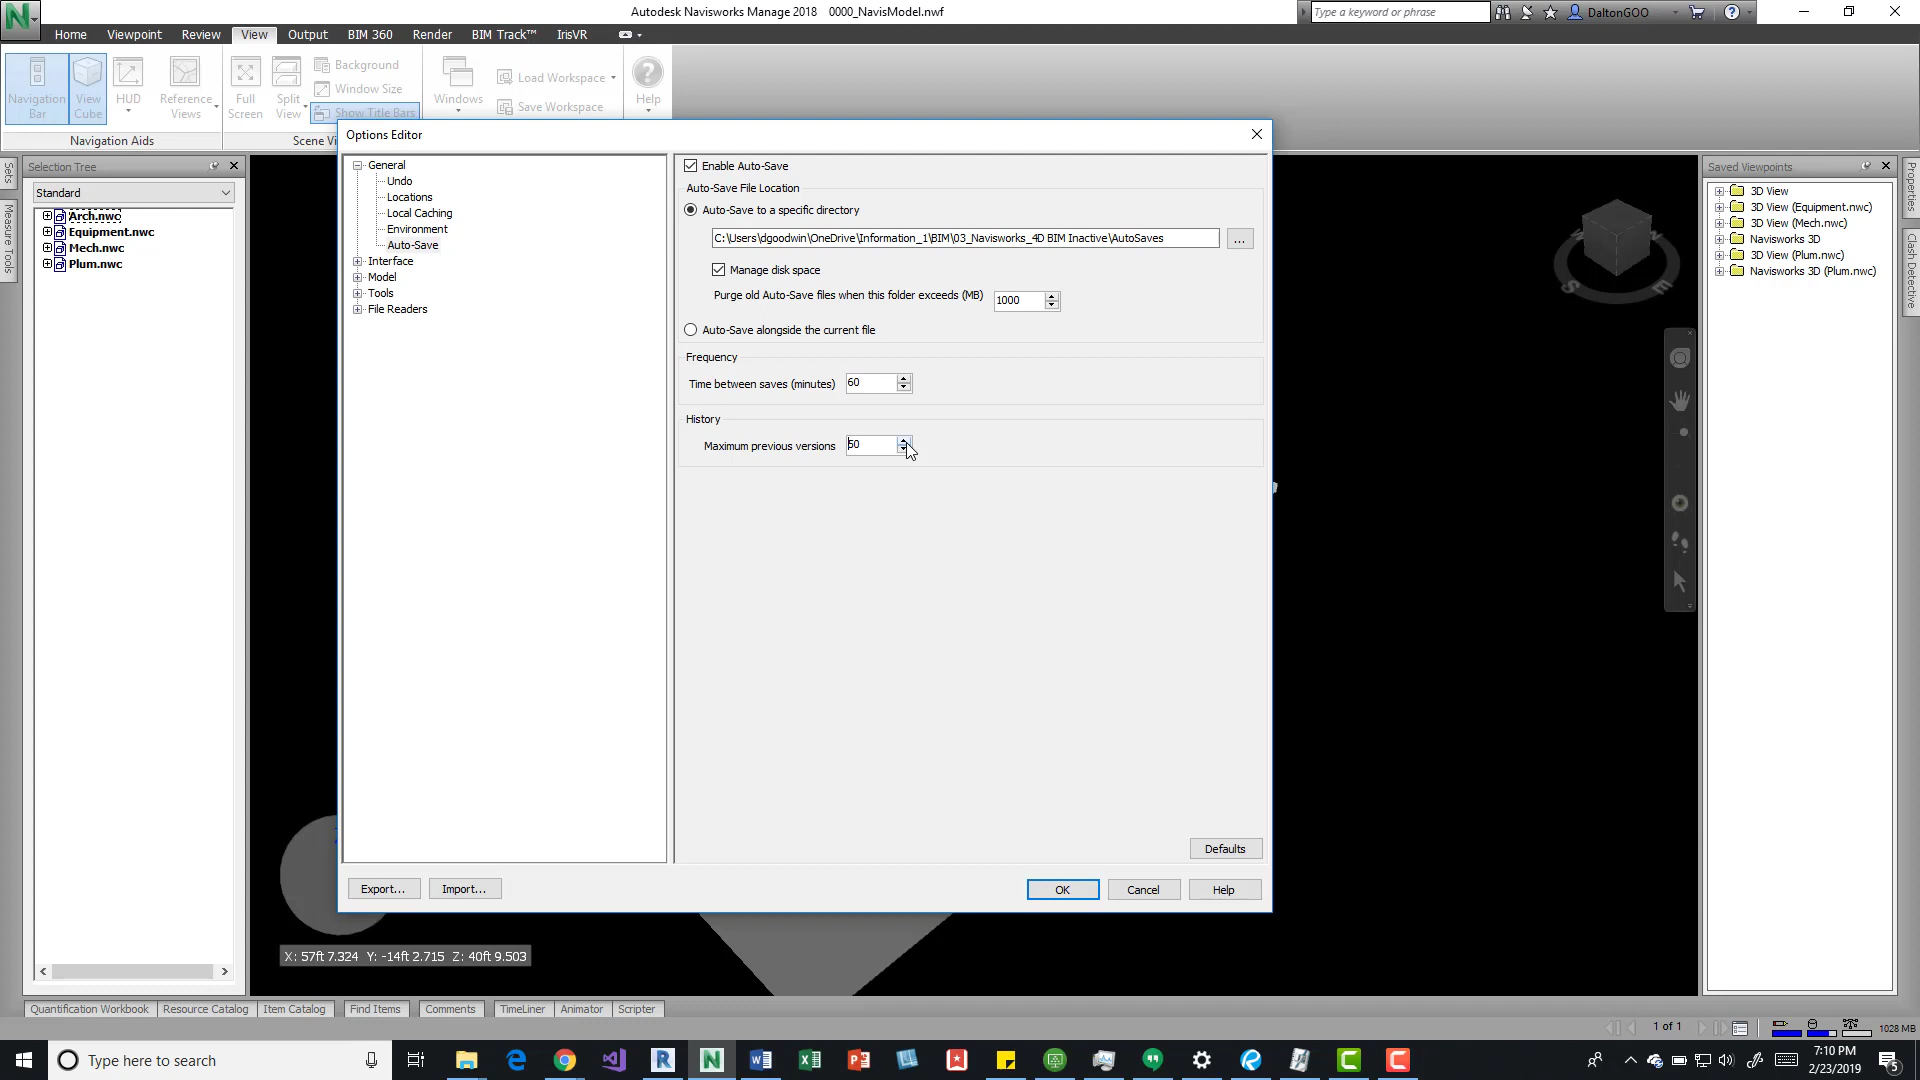 Autodesk Navisworks Manage 2018 0000_NavisModel.nwf
Type a keyword or phrase
DaltonGOO
Home Viewpoint Review View Output BIM 360 Render BIM Track™ IrisVR
Navigation Bar
View Cube
HUD
Reference Views
Full Screen
Split View
Background
Window Size
Show Title Bars
Windows
Load Workspace
Save Workspace
Help
Navigation Aids
Scene Vi
Options Editor
Sets
Measure Tools
Selection Tree
Standard
Arch.nwc
Equipment.nwc
Mech.nwc
Plum.nwc
General
Undo
Locations
Local Caching
Environment
Auto-Save
Interface
Model
Tools
File Readers
Enable Auto-Save
Auto-Save File Location
Auto-Save to a specific directory
C:\Users\dgoodwin\OneDrive\Information_1\BIM\03_Navisworks_4D BIM Inactive\AutoSaves
...
Manage disk space
Purge old Auto-Save files when this folder exceeds (MB) 1000
Auto-Save alongside the current file
Frequency
Time between saves (minutes) 60
History
Maximum previous versions 50
Defaults
Export... Import... OK Cancel Help
Saved Viewpoints
3D View
3D View (Equipment.nwc)
3D View (Mech.nwc)
Navisworks 3D
3D View (Plum.nwc)
Navisworks 3D (Plum.nwc)
Properties
Clash Detective
N
S
E
X: 57ft 7.324 Y: -14ft 2.715 Z: 40ft 9.503
Quantification Workbook Resource Catalog Item Catalog Find Items Comments TimeLiner Animator Scripter
1 of 1
1028 MB
Type here to search
7:10 PM
2/23/2019
5